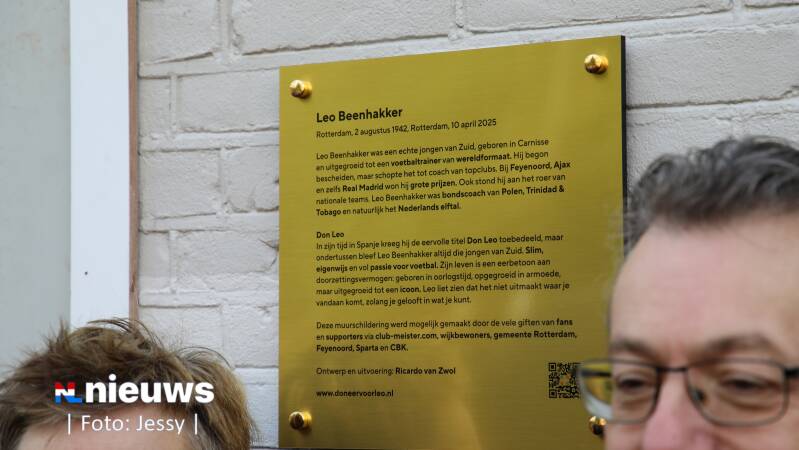 Leo Beenhakker
Rotterdam, 2 augustus 1942, Rotterdam, 10 april 2025
Leo Beenhakker was een echte jongen van Zuid, geboren in Carnisse
en uitgegroeid tot een voetbaltrainer van wereldformaat. Hij begon
bescheiden, maar schopte het tot coach van topclubs. Bij Feyenoord, Ajax
en zelfs Real Madrid won hij grote prijzen. Ook stond hij aan het roer van
nationale teams. Leo Beenhakker was bondscoach van Polen, Trinidad &
Tobago en natuurlijk het Nederlands elftal.
Don Leo
In zijn tijd in Spanje kreeg hij de eervolle titel Don Leo toebedeeld, maar
ondertussen bleef Leo Beenhakker altijd die jongen van Zuid. Slim,
eigenwijs en vol passie voor voetbal. Zijn leven is een eerbetoon aan
doorzettingsvermogen: geboren in oorlogstijd, opgegroeid in armoede,
maar uitgegroeid tot een icoon. Leo liet zien dat het niet uitmaakt waar je
vandaan komt, zolang je gelooft in wat je kunt.
Deze muurschildering werd mogelijk gemaakt door de vele giften van fans
en supporters via club-meister.com, wijkbewoners, gemeente Rotterdam,
Feyenoord, Sparta en CBK.
Ontwerp en uitvoering: Ricardo van Zwol
www.doneervoorleo.nl
NL nieuws
| Foto: Jessy |